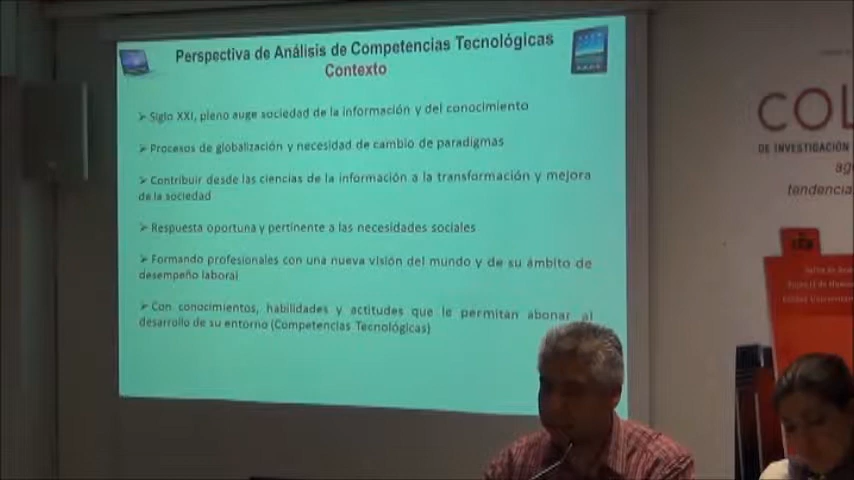 Perspectiva de Análisis de Competencias Tecnológicas
Contexto
➢ Siglo XXI, pleno auge sociedad de la información y del conocimiento
➢ Procesos de globalización y necesidad de cambio de paradigmas
➢ Contribuir desde las ciencias de la información a la transformación y mejora
de la sociedad
➢ Respuesta oportuna y pertinente a las necesidades sociales
➢ Formando profesionales con una nueva visión del mundo y de su ámbito de
desempeño laboral
➢ Con conocimientos, habilidades y actitudes que le permitan abonar al
desarrollo de su entorno (Competencias Tecnológicas)
COL
DE INVESTIGACIÓN
ag
tendencia